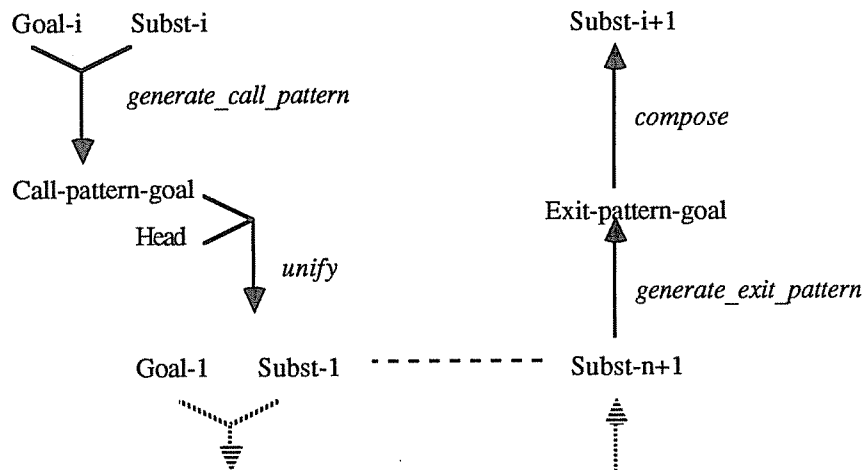 Goal-i Subst-i Subst-i+1
generate_call_pattern
compose
Call-pattern-goal
Exit-pattern-goal
Head
unify
generate_exit_pattern
Goal-1 Subst-1 Subst-n+1